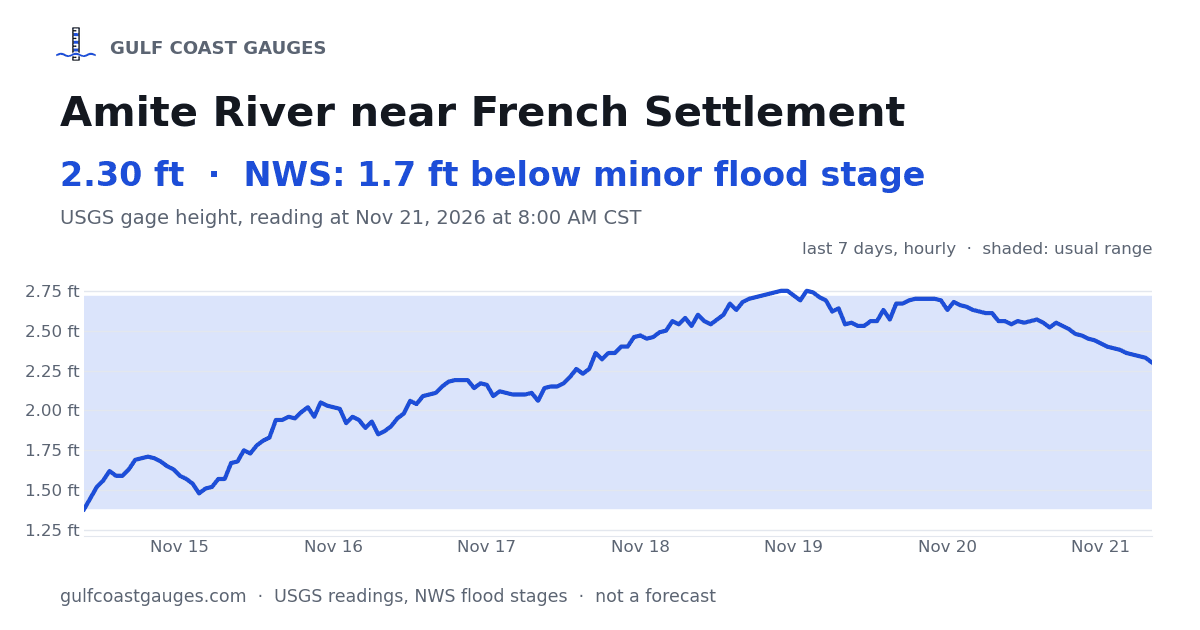 GULF COAST GAUGES
Amite River near French Settlement
2.30 ft · NWS: 1.7 ft below minor flood stage
USGS gage height, reading at Nov 21, 2026 at 8:00 AM CST
last 7 days, hourly · shaded: usual range
2.75 ft
2.50 ft
2.25 ft
2.00 ft
1.75 ft
1.50 ft
1.25 ft
Nov 15 Nov 16 Nov 17 Nov 18 Nov 19 Nov 20 Nov 21
gulfcoastgauges.com · USGS readings, NWS flood stages · not a forecast